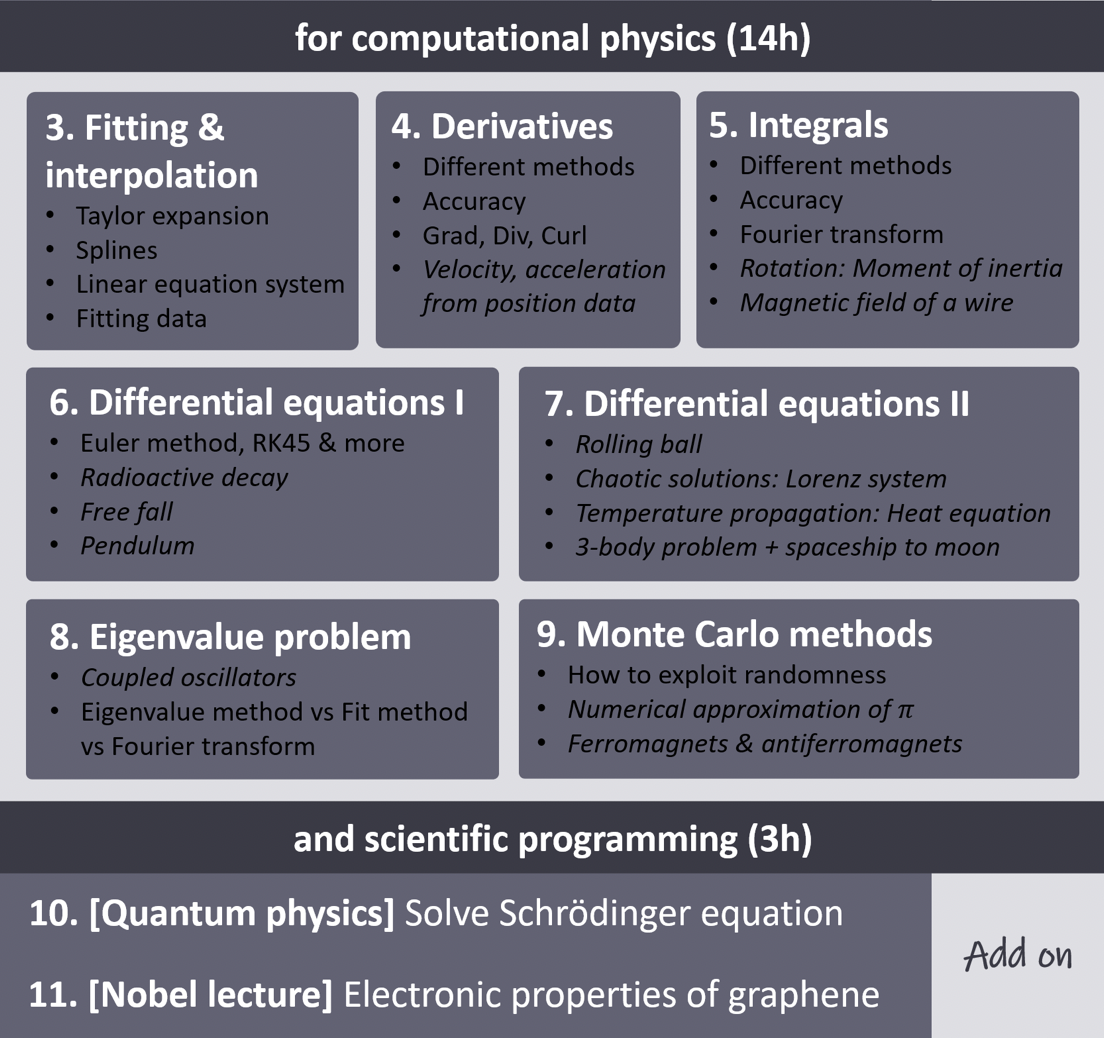 for computational physics (14h)
3. Fitting &
interpolation
• Taylor expansion
• Splines
• Linear equation system
• Fitting data
4. Derivatives
• Different methods
• Accuracy
• Grad, Div, Curl
• Velocity, acceleration
from position data
5. Integrals
• Different methods
• Accuracy
• Fourier transform
• Rotation: Moment of inertia
• Magnetic field of a wire
6. Differential equations I
• Euler method, RK45 & more
• Radioactive decay
• Free fall
• Pendulum
7. Differential equations II
• Rolling ball
• Chaotic solutions: Lorenz system
• Temperature propagation: Heat equation
• 3-body problem + spaceship to moon
8. Eigenvalue problem
• Coupled oscillators
• Eigenvalue method vs Fit method
vs Fourier transform
9. Monte Carlo methods
• How to exploit randomness
• Numerical approximation of π
• Ferromagnets & antiferromagnets
and scientific programming (3h)
10. [Quantum physics] Solve Schrödinger equation
11. [Nobel lecture] Electronic properties of graphene
Add on